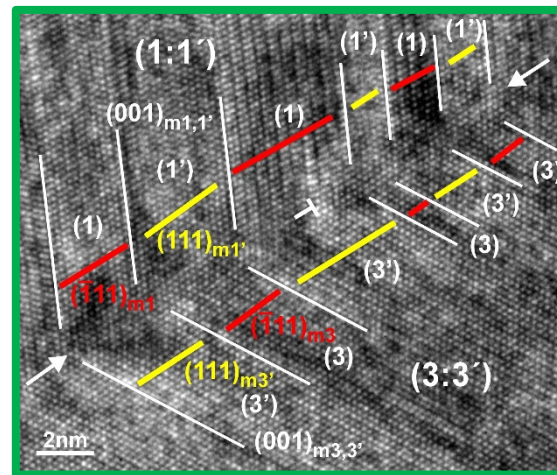 (1') (1) (1')
(1:1´)
(001)m1,1'
(1)
(1')
(1)
(111)m1'
(1̅11)m1
(3)
(3')
(3)
(3')
(1̅11)m3
(3)
(3:3´)
(111)m3'
(3')
(001)m3,3'
2nm